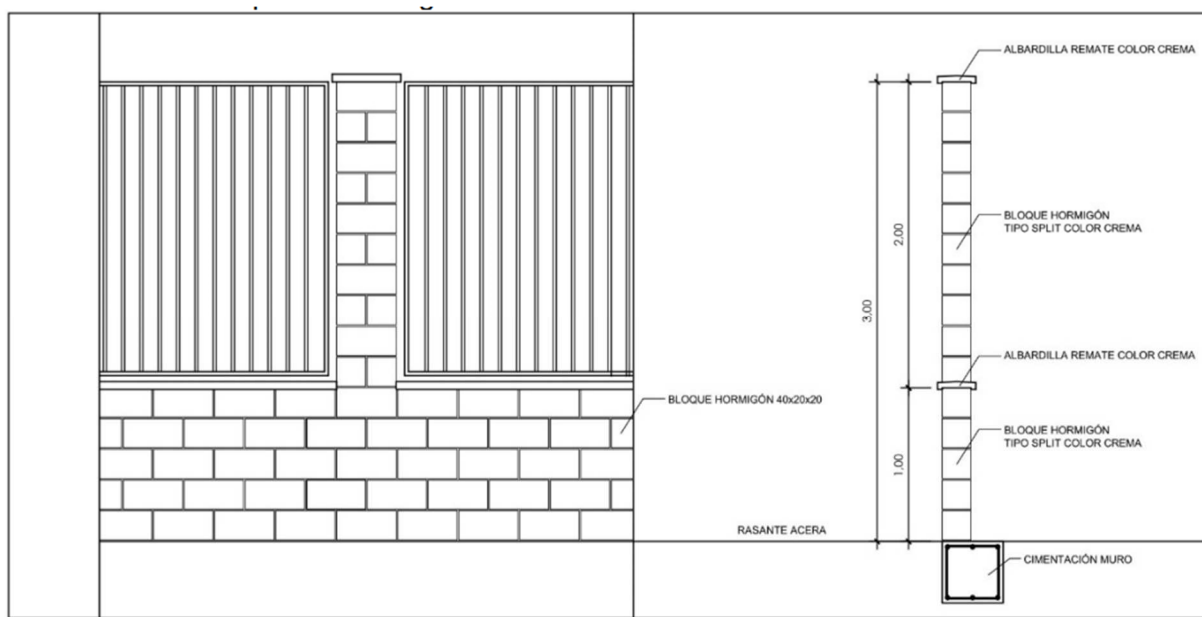 ALBARDILLA REMATE COLOR CREMA
BLOQUE HORMIGÓN
TIPO SPLIT COLOR CREMA
2,00
3,00
ALBARDILLA REMATE COLOR CREMA
BLOQUE HORMIGÓN 40x20x20
BLOQUE HORMIGÓN
TIPO SPLIT COLOR CREMA
1,00
RASANTE ACERA
CIMENTACIÓN MURO